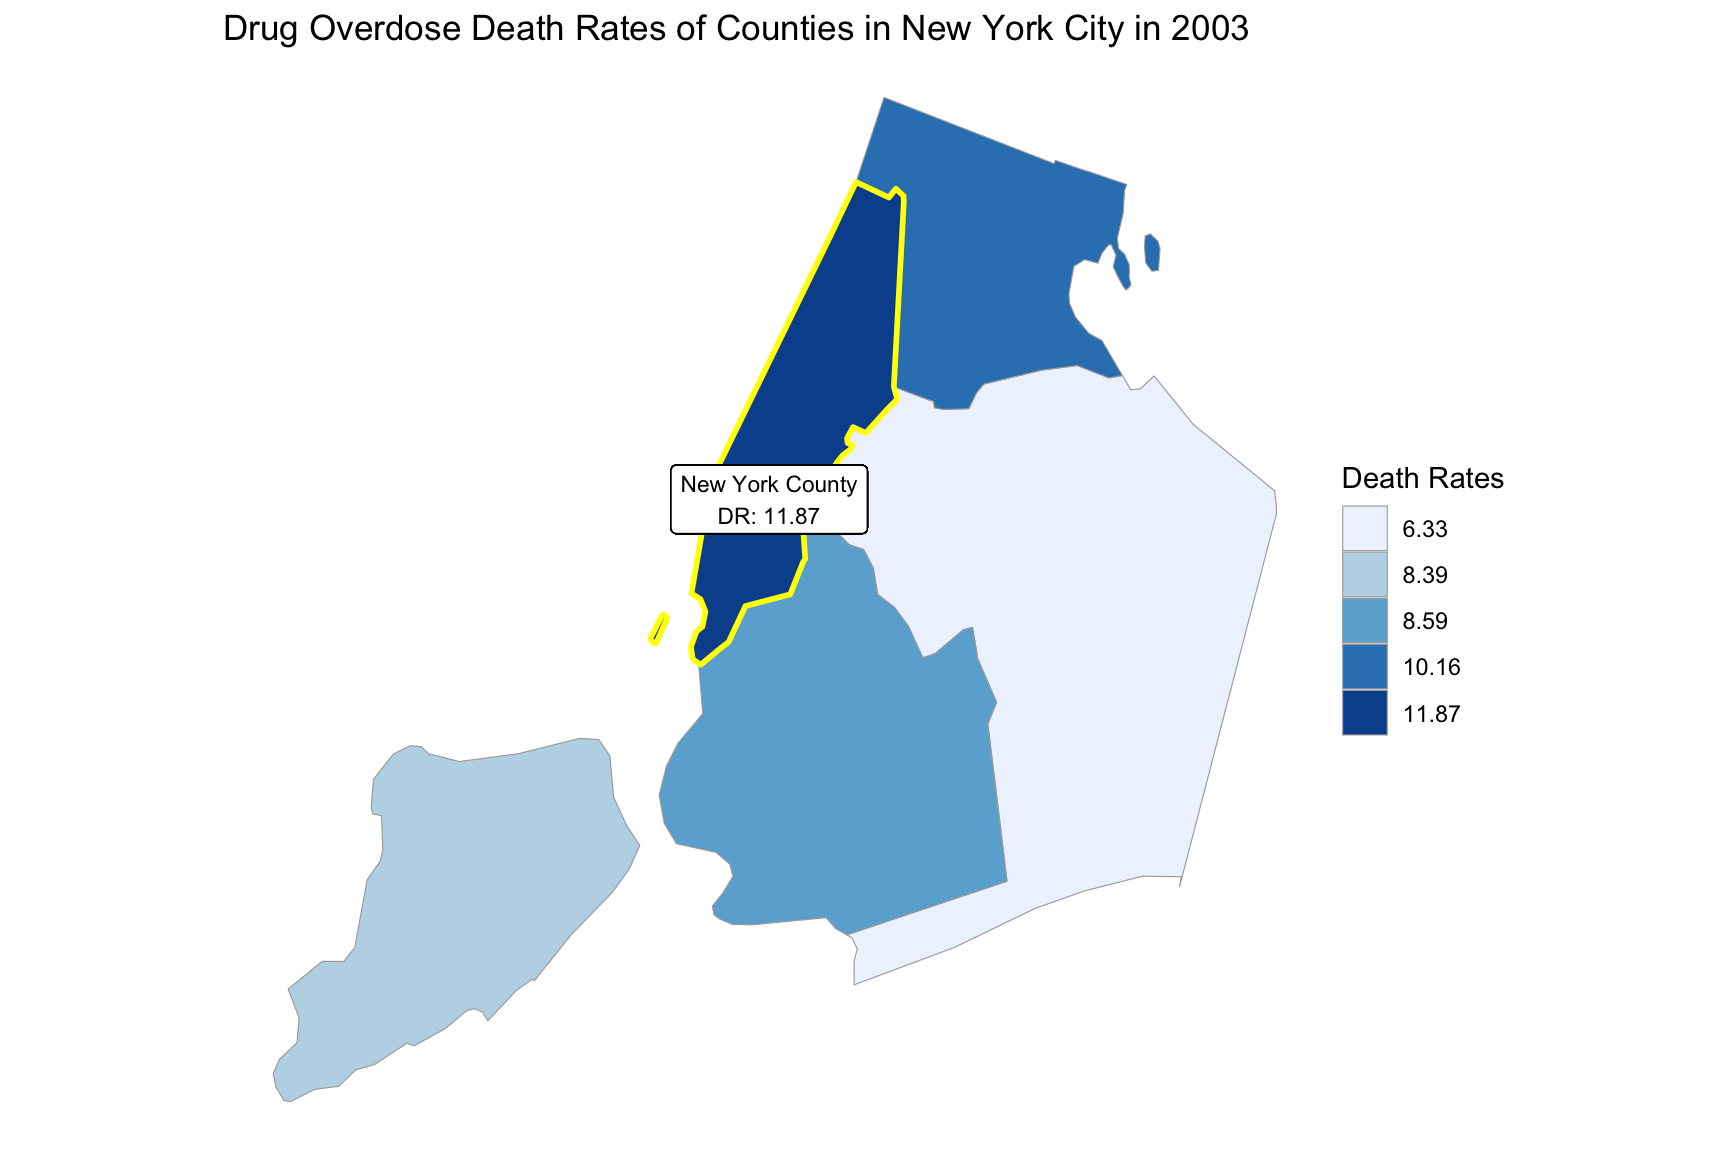 Drug Overdose Death Rates of Counties in New York City in 2003
New York County
DR: 11.87
Death Rates
6.33
8.39
8.59
10.16
11.87